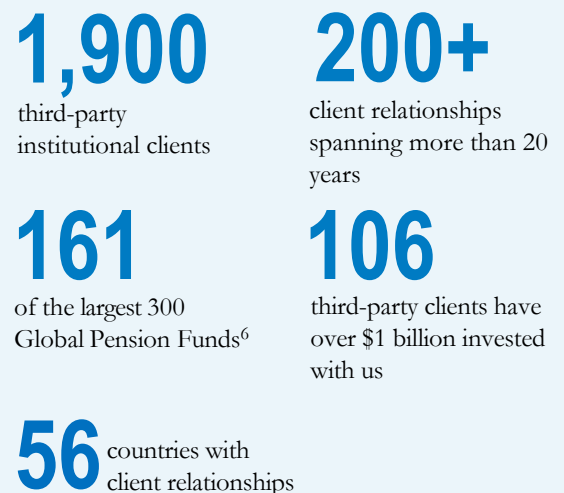 1,900
third-party
institutional clients
200+
client relationships
spanning more than 20
years
161
of the largest 300
Global Pension Funds⁶
106
third-party clients have
over $1 billion invested
with us
56 countries with
client relationships